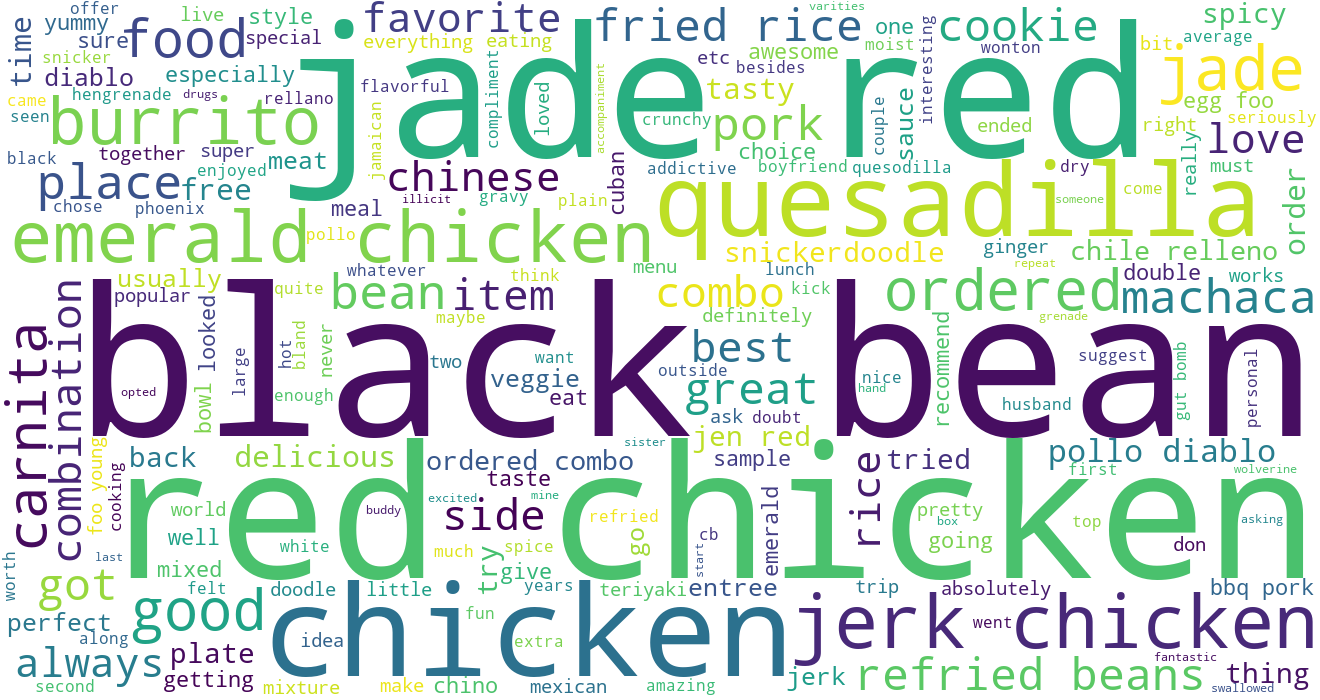 offer
yummy
live
style
favorite
varities
fried rice
cookie
spicy
time
sure
food
special
jade red
everything
eating
awesome
one
moist
wonton
bit
average
snicker
etc
besides
interesting
jade
diablo
especially
flavorful
tasty
came
hengrenade
drugs
rellano
compliment
loved
accompaniment
couple
sauce
egg foo
seen
burrito
crunchy
pork
ended
right
seriously
black
together
super
jamaican
choice
love
place
enjoyed
meat
chinese
cuban
addictive
boyfriend
quesodilla
dry
really
must
free
illicit
gravy
plain
quesadilla
come
order
chose
phoenix
meal
someone
emerald chicken
pollo
snickerdoodle
ginger
chile relleno
usually
whatever
think
menu
lunch
repeat
double
works
combination
popular
looked
quite
bean
item
combo
kick
ordered
machaca
large
hot
bland
never
maybe
definitely
grenade
carnita
black bean
two
want
best
recommend
suggest
gut bomb
personal
opted
bowl
enough
veggie
eat
outside
great
nice
hand
husband
ask
doubt
foo young
cooking
back
delicious
sister
jen red
ordered combo
taste
sample
rice
tried
pollo diablo
first
wolverine
red chicken
world
excited
mine
side
refried
emerald
pretty
top
buddy
box
asking
well
white
much
try
spice
go
cb
start
going
don
worth
last
mixed
give
got
felt
doodle
little
years
teriyaki
entree
trip
absolutely
bbq pork
good
chicken
fun
jerk chicken
went
perfect
along
idea
extra
always
plate
fantastic
second
getting
mixture
make
chino
mexican
amazing
jerk
refried beans
thing
swallowed